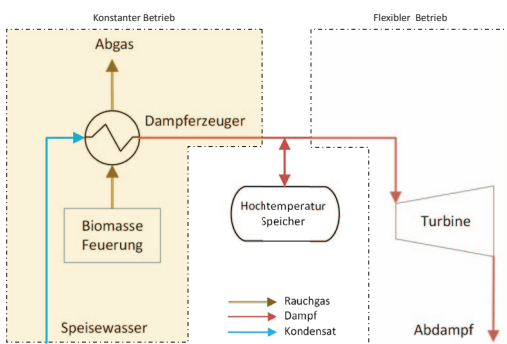 Konstanter Betrieb
Flexibler Betrieb
Abgas
Dampferzeuger
Biomasse
Feuerung
Hochtemperatur
Speicher
Turbine
Rauchgas
Dampf
Kondensat
Speisewasser
Abdampf